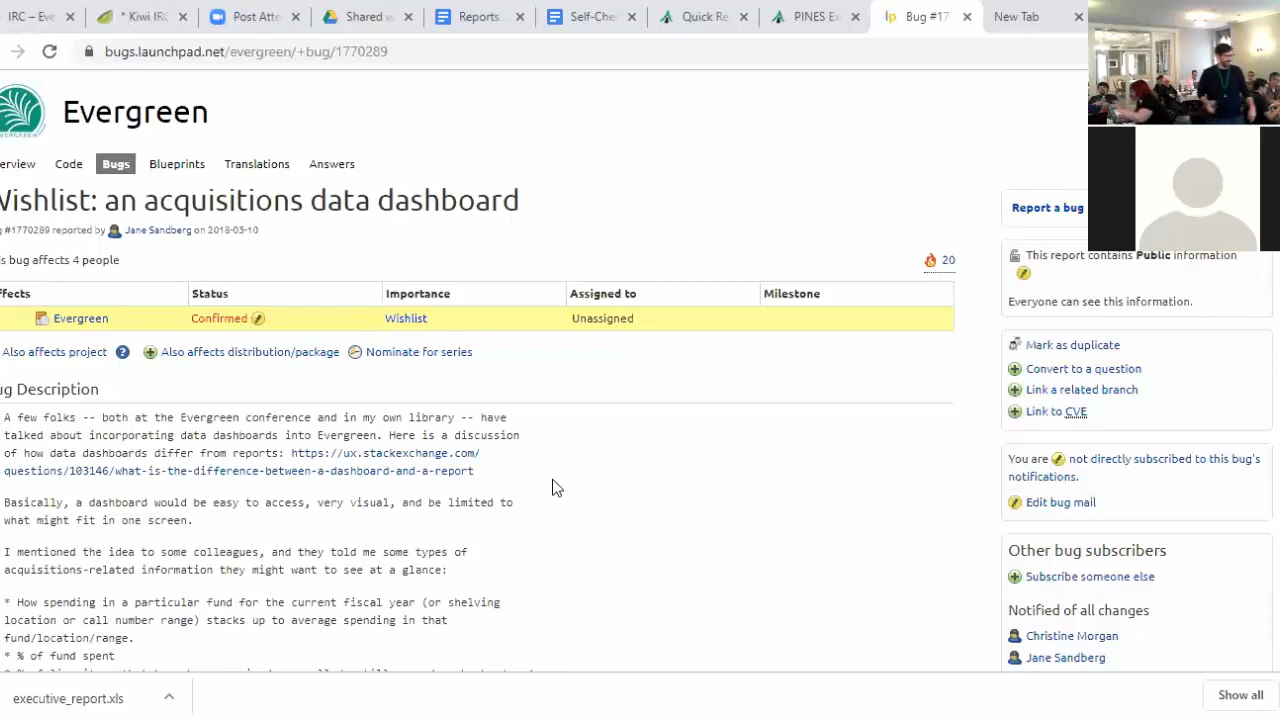 IRC – Eve
* Kiwi IRC
Post Atte
Shared w
Reports
Self-Che
Quick Re
PINES Ex
Bug #17
New Tab
bugs.launchpad.net/evergreen/+bug/1770289
Evergreen
erview Code Bugs Blueprints Translations Answers
Wishlist: an acquisitions data dashboard
g #1770289 reported by Jane Sandberg on 2018-05-10
is bug affects 4 people
20
ffects Status Importance Assigned to Milestone
Evergreen Confirmed Wishlist Unassigned
Also affects project ? Also affects distribution/package Nominate for series
ug Description
A few folks -- both at the Evergreen conference and in my own library -- have
talked about incorporating data dashboards into Evergreen. Here is a discussion
of how data dashboards differ from reports: https://ux.stackexchange.com/
questions/103146/what-is-the-difference-between-a-dashboard-and-a-report
Basically, a dashboard would be easy to access, very visual, and be limited to
what might fit in one screen.
I mentioned the idea to some colleagues, and they told me some types of
acquisitions-related information they might want to see at a glance:
* How spending in a particular fund for the current fiscal year (or shelving
location or call number range) stacks up to average spending in that
fund/location/range.
* % of fund spent
Report a bug
This report contains Public information
Everyone can see this information.
Mark as duplicate
Convert to a question
Link a related branch
Link to CVE
You are not directly subscribed to this bug's
notifications.
Edit bug mail
Other bug subscribers
Subscribe someone else
Notified of all changes
Christine Morgan
Jane Sandberg
executive_report.xls
Show all